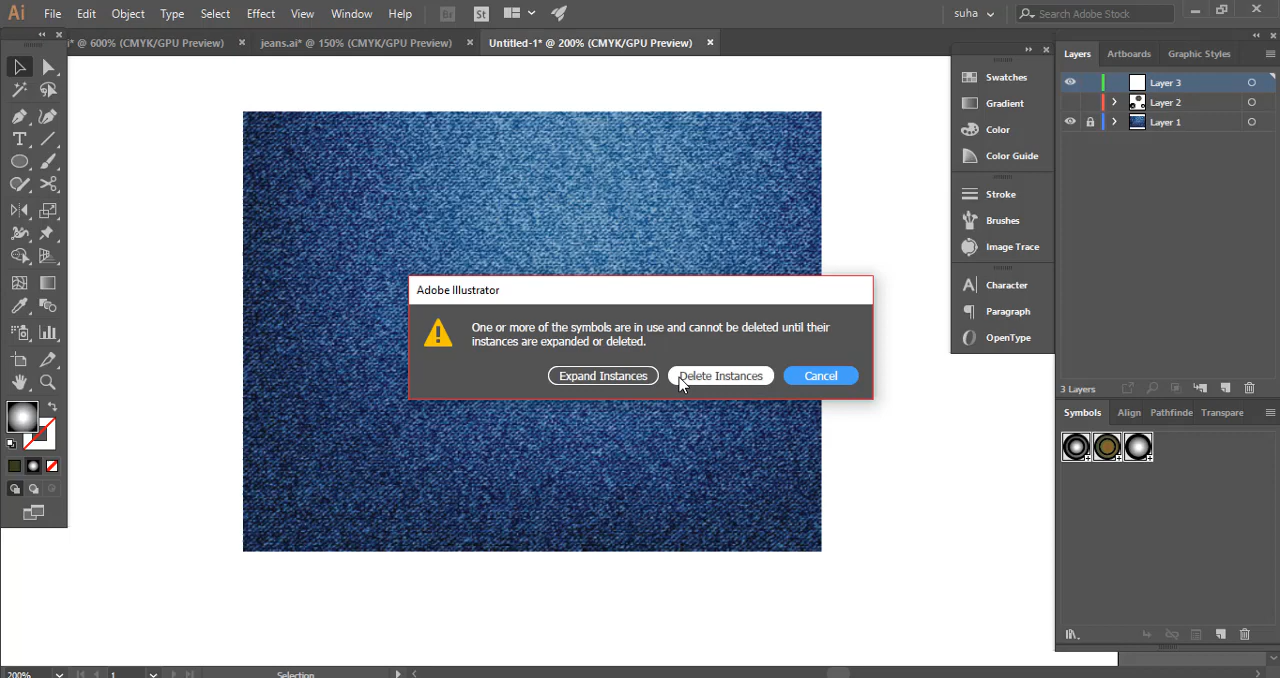 Ai File Edit Object Type Select Effect View Window Help Br St suha Search Adobe Stock
i* @ 600% (CMYK/GPU Preview) jeans.ai* @ 150% (CMYK/GPU Preview) Untitled-1* @ 200% (CMYK/GPU Preview)
Layers Artboards Graphic Styles
Layer 3
Layer 2
Layer 1
Swatches
Gradient
Color
Color Guide
Stroke
Brushes
Image Trace
Character
Paragraph
OpenType
Adobe Illustrator
One or more of the symbols are in use and cannot be deleted until their
instances are expanded or deleted.
Expand Instances Delete Instances Cancel
3 Layers
Symbols Align Pathfinde Transpare
200% 1 Selection